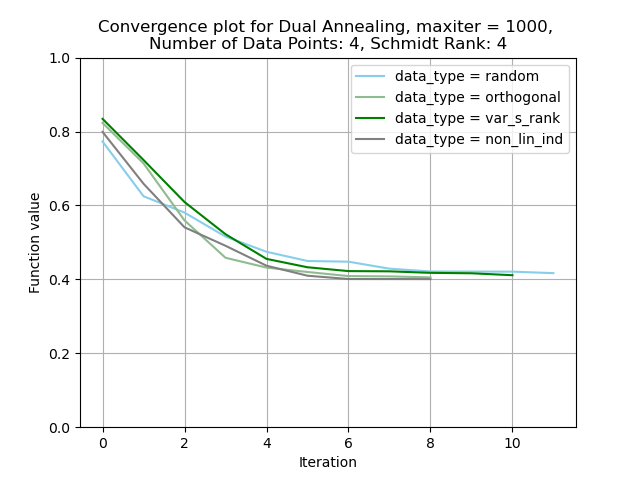 Convergence plot for Dual Annealing, maxiter = 1000,
Number of Data Points: 4, Schmidt Rank: 4
data_type = random
data_type = orthogonal
data_type = var_s_rank
data_type = non_lin_ind
Function value
1.0
0.8
0.6
0.4
0.2
0.0
0 2 4 6 8 10
Iteration